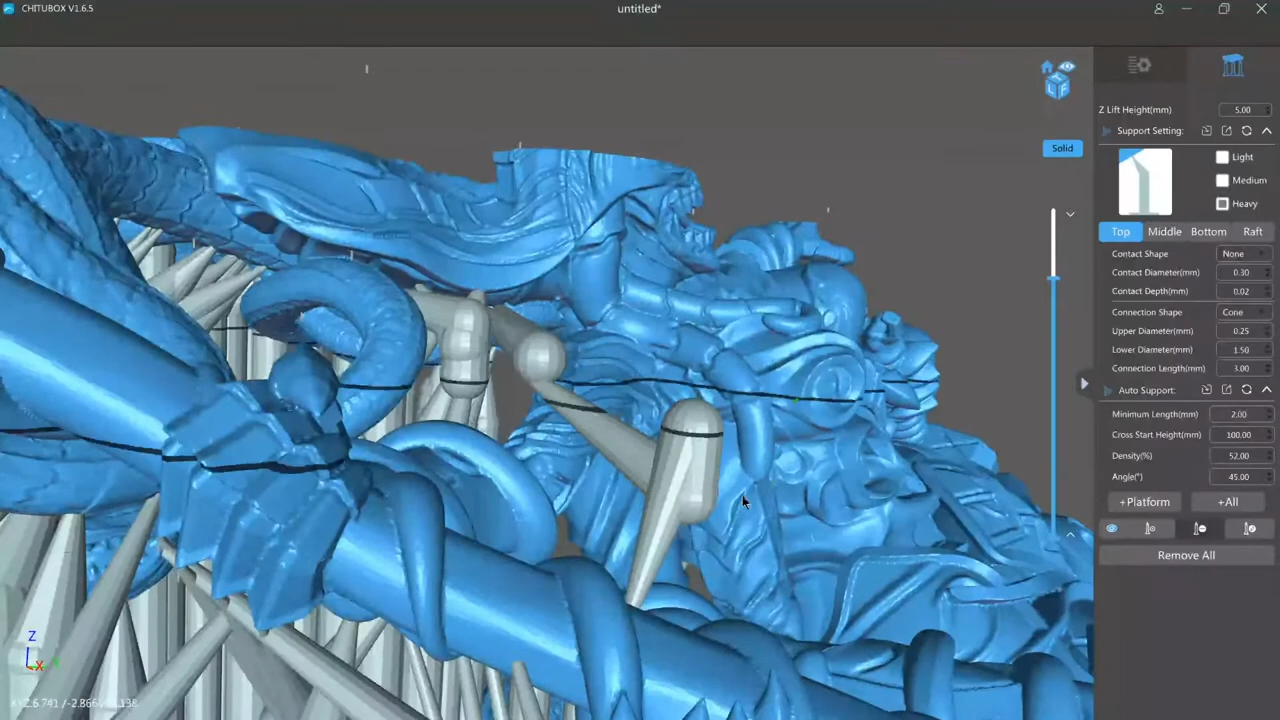 CHITUBOX V1.6.5
untitled*
Z Lift Height(mm) 5.00
Support Setting:
Light
Medium
Heavy
Solid
Top Middle Bottom Raft
Contact Shape None
Contact Diameter(mm) 0.30
Contact Depth(mm) 0.02
Connection Shape Cone
Upper Diameter(mm) 0.25
Lower Diameter(mm) 1.50
Connection Length(mm) 3.00
Auto Support:
Minimum Length(mm) 2.00
Cross Start Height(mm) 100.00
Density(%) 52.00
Angle(°) 45.00
+Platform +All
Remove All
Z
X